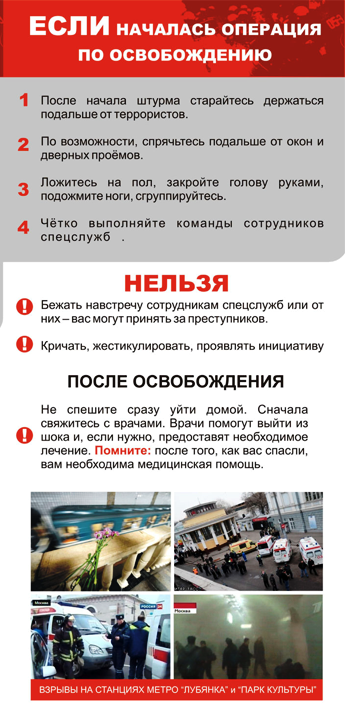 ЕСЛИ НАЧАЛАСЬ ОПЕРАЦИЯ
ПО ОСВОБОЖДЕНИЮ
1 После начала штурма старайтесь держаться
подальше от террористов.
2 По возможности, спрячьтесь подальше от окон и
дверных проёмов.
3 Ложитесь на пол, закройте голову руками,
подожмите ноги, сгруппируйтесь.
4 Чётко выполняйте команды сотрудников
спецслужб .
НЕЛЬЗЯ
! Бежать навстречу сотрудникам спецслужб или от
них – вас могут принять за преступников.
! Кричать, жестикулировать, проявлять инициативу
ПОСЛЕ ОСВОБОЖДЕНИЯ
Не спешите сразу уйти домой. Сначала
! свяжитесь с врачами. Врачи помогут выйти из
шока и, если нужно, предоставят необходимое
лечение. Помните: после того, как вас спасли,
вам необходима медицинская помощь.
Москва
РОССИЯ
Москва
ВЗРЫВЫ НА СТАНЦИЯХ МЕТРО "ЛУБЯНКА" и "ПАРК КУЛЬТУРЫ"